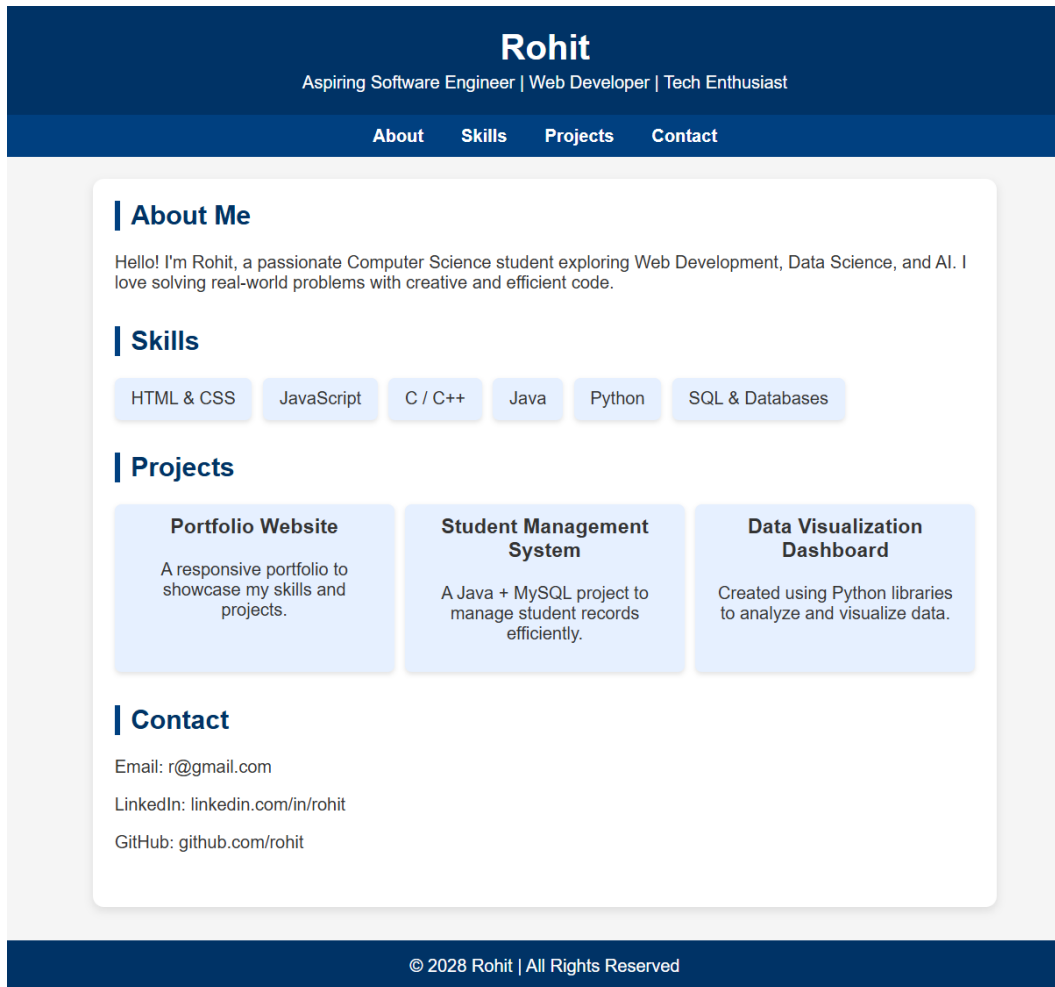 Rohit
Aspiring Software Engineer | Web Developer | Tech Enthusiast
About Skills Projects Contact
About Me
Hello! I'm Rohit, a passionate Computer Science student exploring Web Development, Data Science, and AI. I
love solving real-world problems with creative and efficient code.
Skills
HTML & CSS JavaScript C / C++ Java Python SQL & Databases
Projects
Portfolio Website
A responsive portfolio to
showcase my skills and
projects.
Student Management
System
A Java + MySQL project to
manage student records
efficiently.
Data Visualization
Dashboard
Created using Python libraries
to analyze and visualize data.
Contact
Email: r@gmail.com
LinkedIn: linkedin.com/in/rohit
GitHub: github.com/rohit
© 2028 Rohit | All Rights Reserved